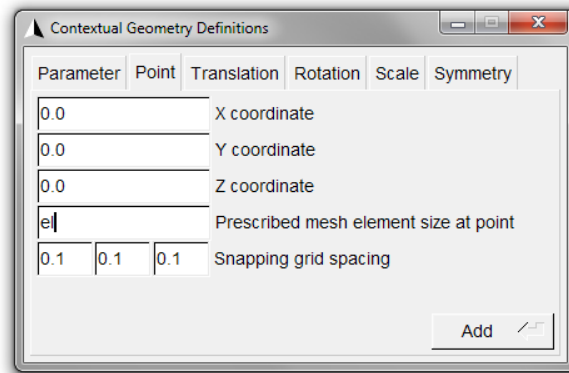 Contextual Geometry Definitions
Parameter Point Translation Rotation Scale Symmetry
0.0 X coordinate
0.0 Y coordinate
0.0 Z coordinate
el Prescribed mesh element size at point
0.1 0.1 0.1 Snapping grid spacing
Add